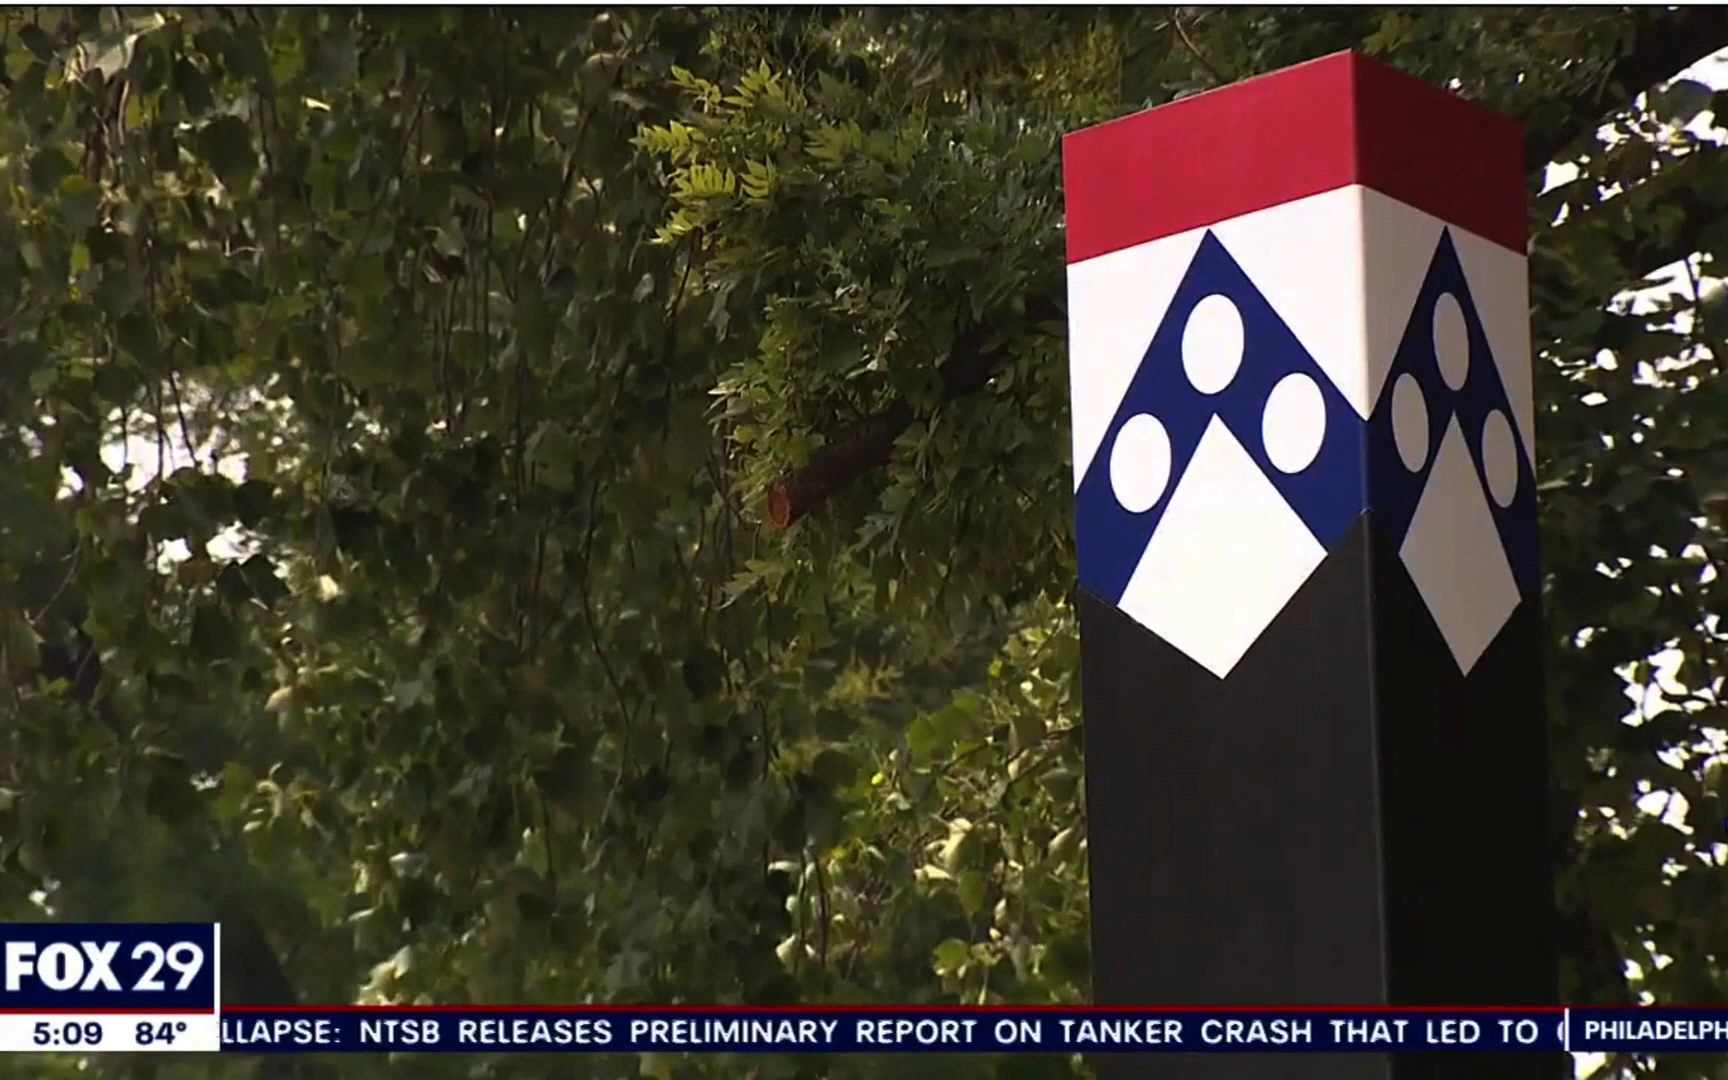 FOX 29
5:09 84°
LLAPSE: NTSB RELEASES PRELIMINARY REPORT ON TANKER CRASH THAT LED TO
PHILADELPH